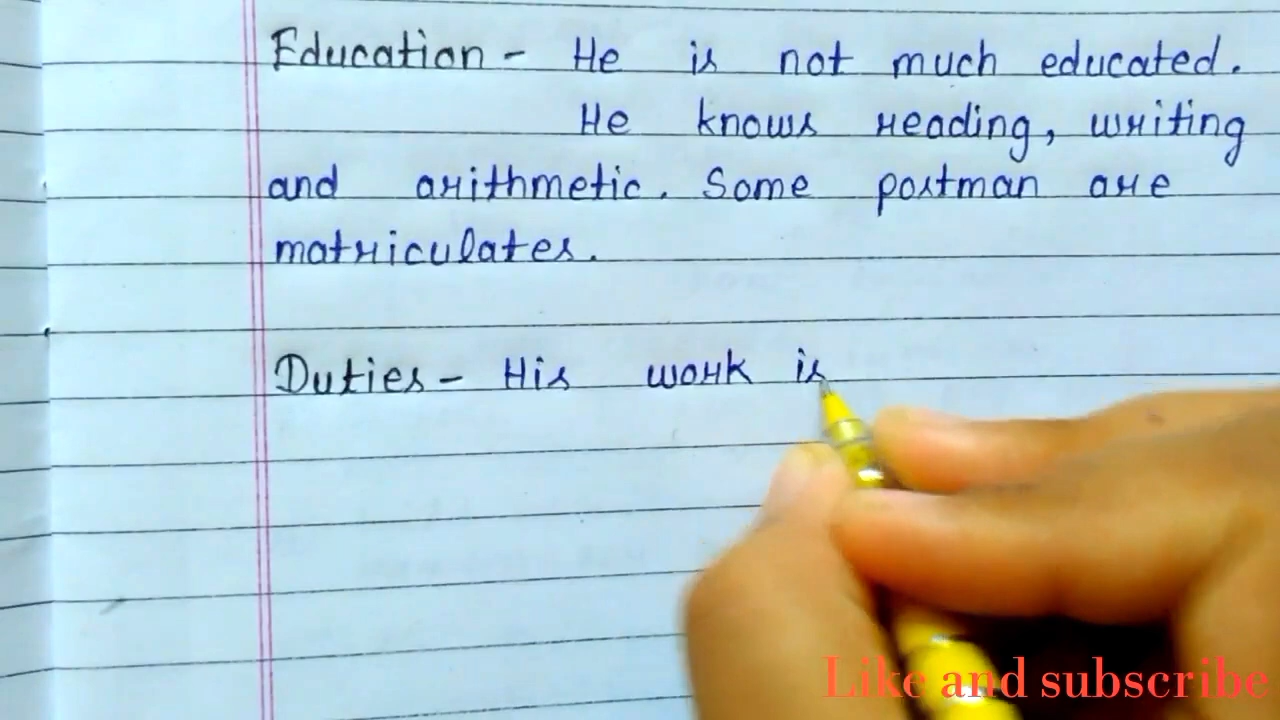 Education - He is not much educated.
He knows reading, writing
and arithmetic. Some postman are
matriculates.
Duties - His work is
Like and subscribe